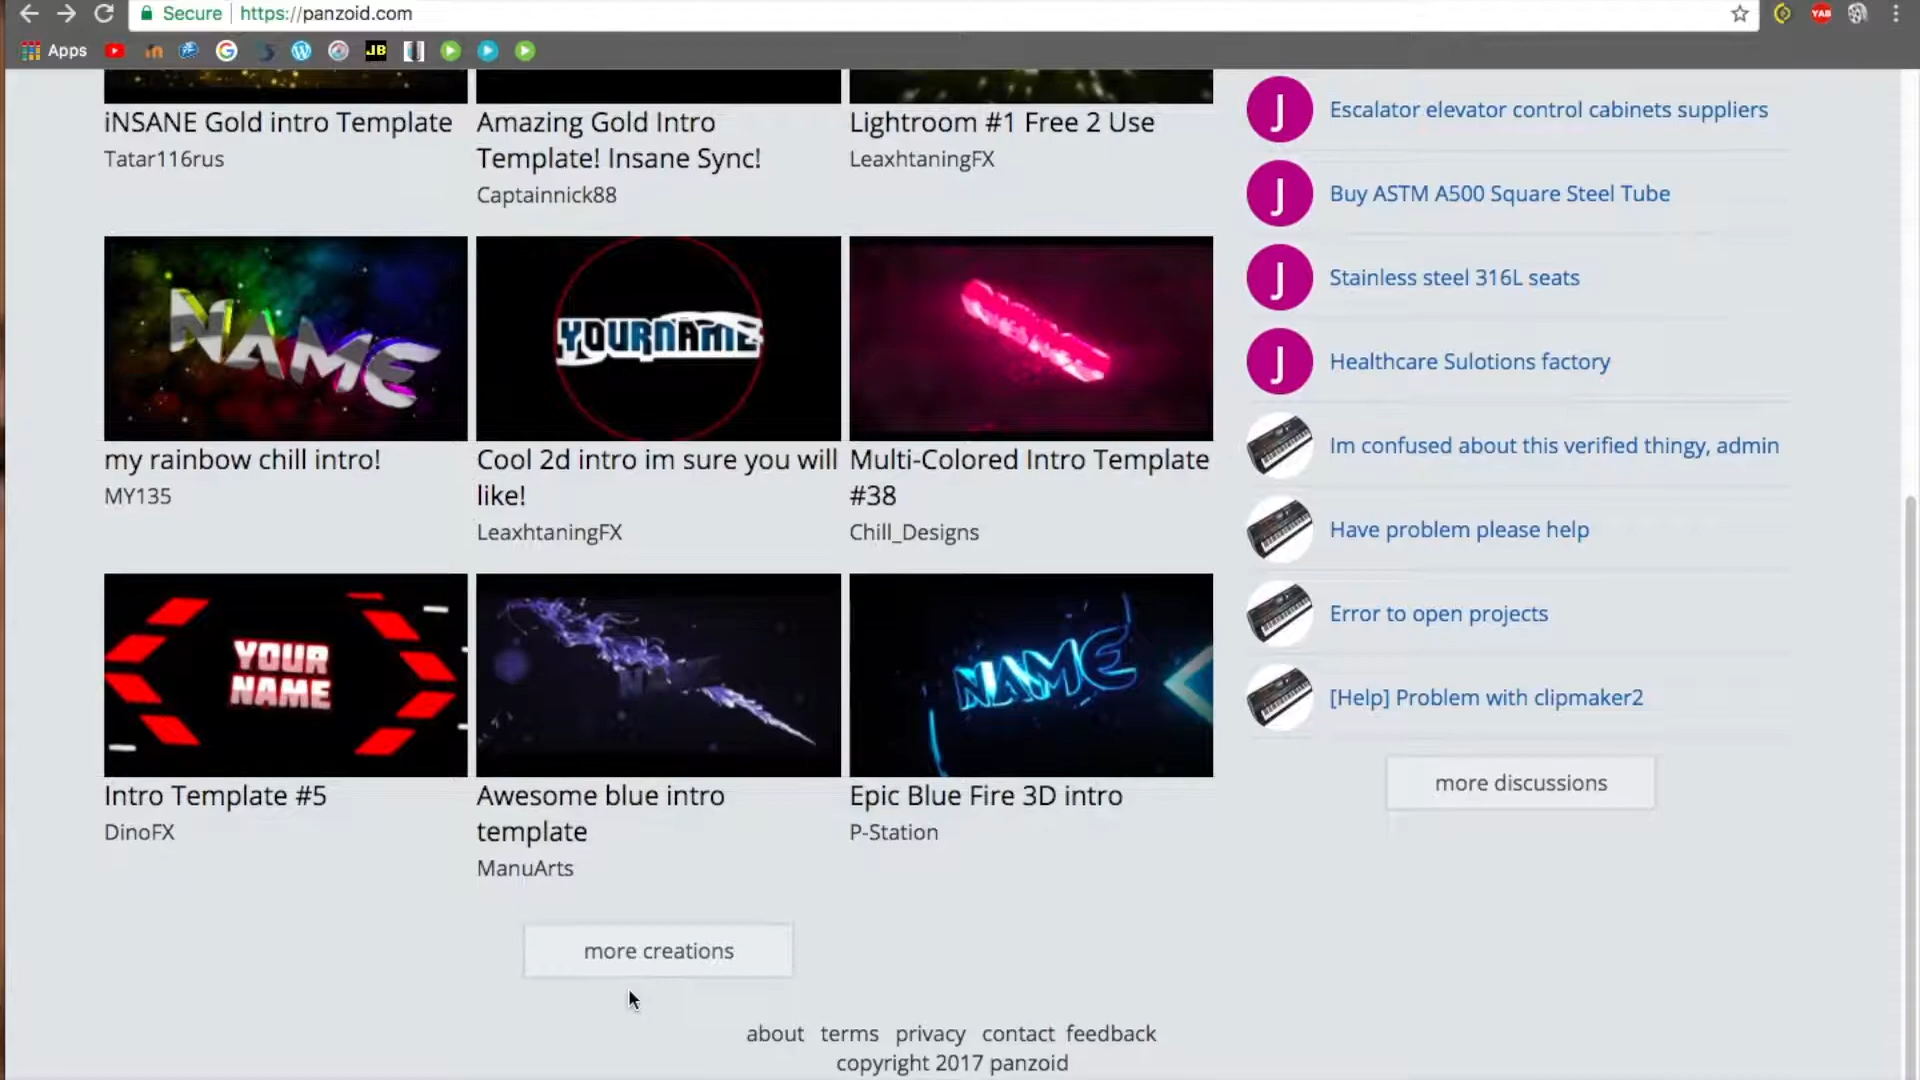 Secure https://panzoid.com
YAB
Apps
JB
iNSANE Gold intro Template
Tatar116rus
Amazing Gold Intro
Template! Insane Sync!
Captainnick88
Lightroom #1 Free 2 Use
LeaxhtaningFX
NAME
my rainbow chill intro!
MY135
YOURNAME
Cool 2d intro im sure you will
like!
LeaxhtaningFX
Multi-Colored Intro Template
#38
Chill_Designs
YOUR
NAME
Intro Template #5
DinoFX
Awesome blue intro
template
ManuArts
NAME
Epic Blue Fire 3D intro
P-Station
more creations
J Escalator elevator control cabinets suppliers
J Buy ASTM A500 Square Steel Tube
J Stainless steel 316L seats
J Healthcare Sulotions factory
Im confused about this verified thingy, admin
Have problem please help
Error to open projects
[Help] Problem with clipmaker2
more discussions
about terms privacy contact feedback
copyright 2017 panzoid